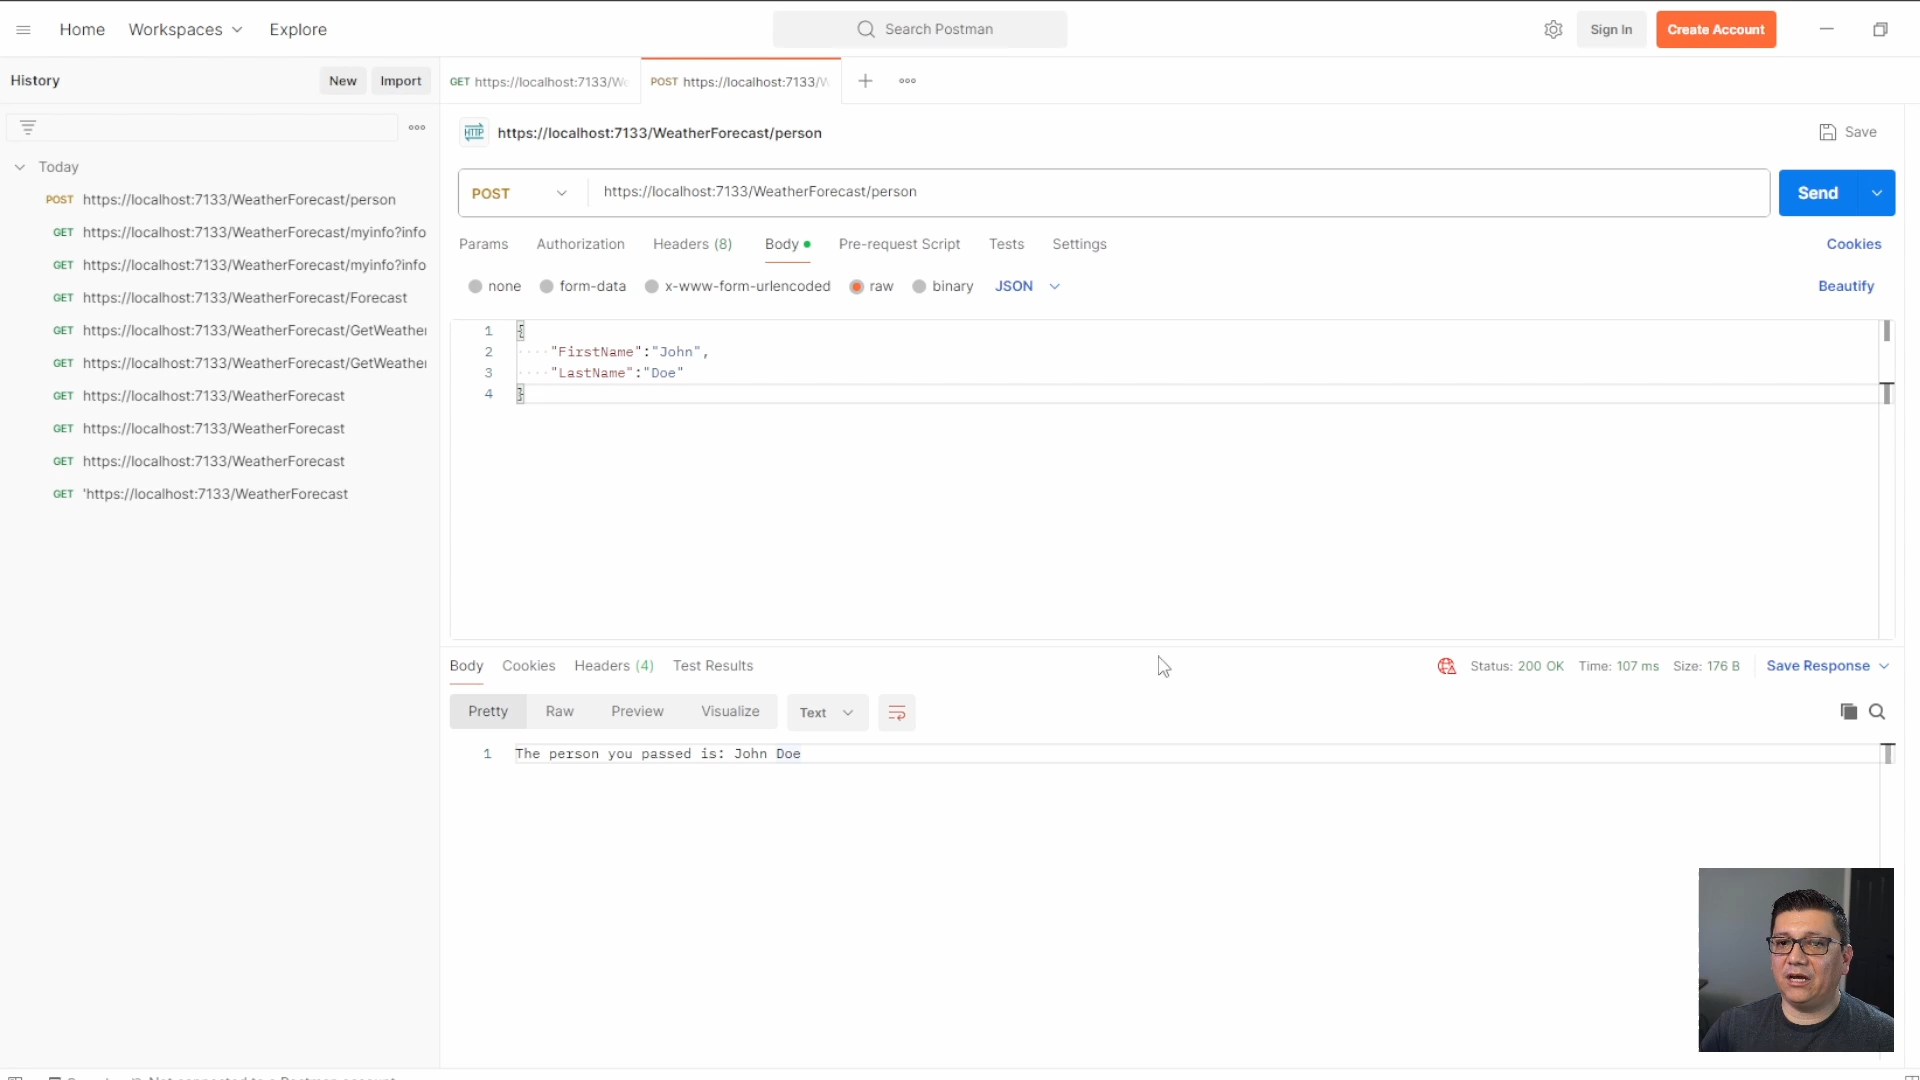 Home Workspaces Explore Search Postman Sign In Create Account
History New Import GET https://localhost:7133/W POST https://localhost:7133/W
https://localhost:7133/WeatherForecast/person Save
Today
POST https://localhost:7133/WeatherForecast/person
GET https://localhost:7133/WeatherForecast/myinfo?info
GET https://localhost:7133/WeatherForecast/myinfo?info
GET https://localhost:7133/WeatherForecast/Forecast
GET https://localhost:7133/WeatherForecast/GetWeather
GET https://localhost:7133/WeatherForecast/GetWeather
GET https://localhost:7133/WeatherForecast
GET https://localhost:7133/WeatherForecast
GET https://localhost:7133/WeatherForecast
GET 'https://localhost:7133/WeatherForecast
HTTP
POST https://localhost:7133/WeatherForecast/person Send
Params Authorization Headers (8) Body Pre-request Script Tests Settings Cookies
none form-data x-www-form-urlencoded raw binary JSON Beautify
1 {
2 "FirstName":"John",
3 "LastName":"Doe"
4 }
Body Cookies Headers (4) Test Results Status: 200 OK Time: 107 ms Size: 176 B Save Response
Pretty Raw Preview Visualize Text
1 The person you passed is: John Doe